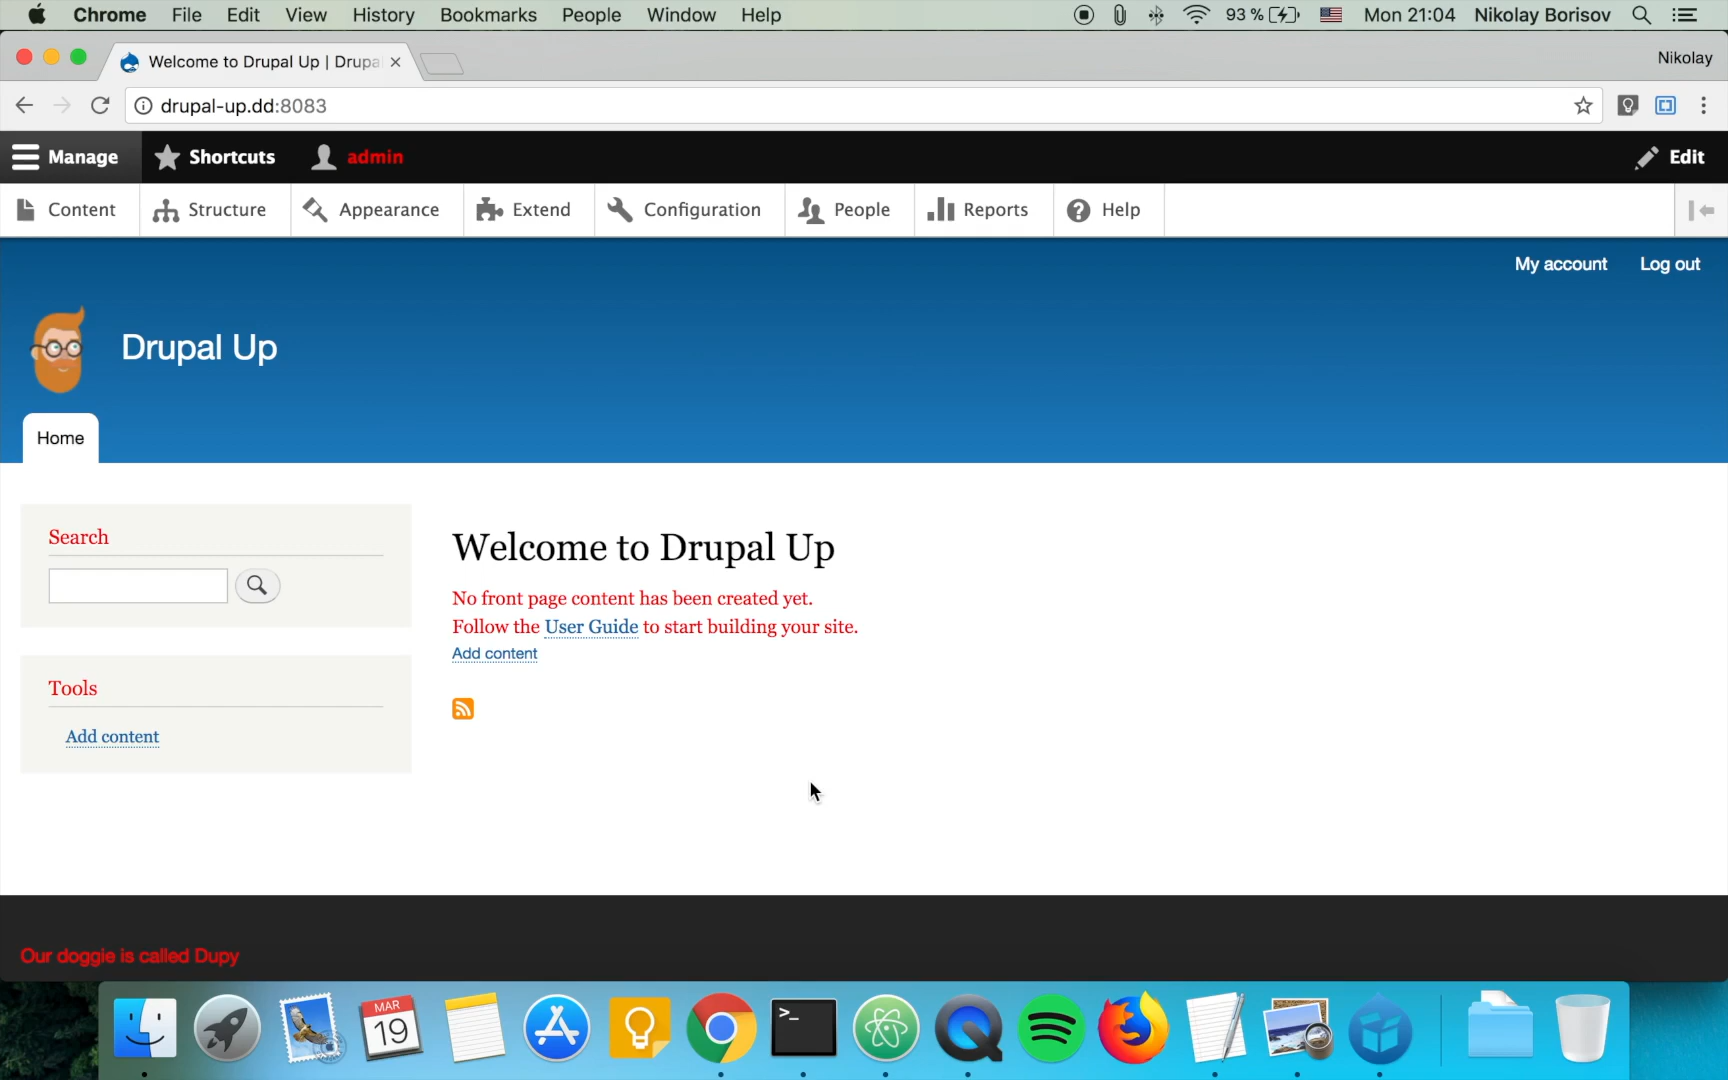 Chrome File Edit View History Bookmarks People Window Help 93 % Mon 21:04 Nikolay Borisov
Welcome to Drupal Up | Drupa Nikolay
drupal-up.dd:8083
Manage Shortcuts admin Edit
Content Structure Appearance Extend Configuration People Reports Help
My account Log out
Drupal Up
Home
Search
Welcome to Drupal Up
No front page content has been created yet.
Follow the User Guide to start building your site.
Add content
Tools
Add content
Our doggie is called Dupy
MAR
19
>_